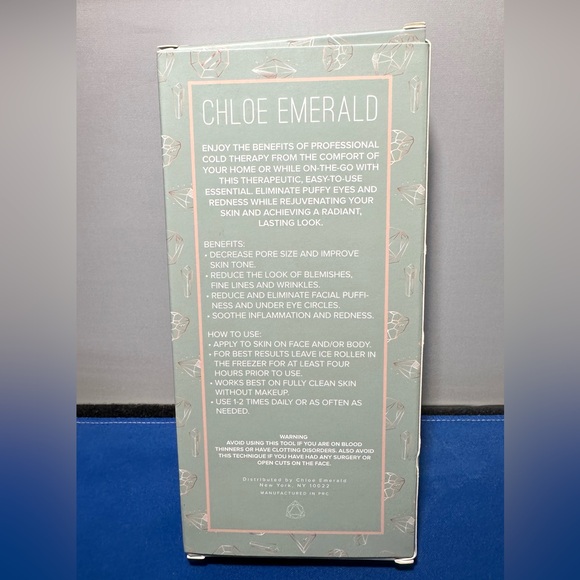 CHLOE EMERALD
ENJOY THE BENEFITS OF PROFESSIONAL
COLD THERAPY FROM THE COMFORT OF
YOUR HOME OR WHILE ON-THE-GO WITH
THIS THERAPEUTIC, EASY-TO-USE
ESSENTIAL. ELIMINATE PUFFY EYES AND
REDNESS WHILE REJUVENATING YOUR
SKIN AND ACHIEVING A RADIANT,
LASTING LOOK.
BENEFITS:
• DECREASE PORE SIZE AND IMPROVE
SKIN TONE.
• REDUCE THE LOOK OF BLEMISHES,
FINE LINES AND WRINKLES.
• REDUCE AND ELIMINATE FACIAL PUFFI-
NESS AND UNDER EYE CIRCLES.
• SOOTHE INFLAMMATION AND REDNESS.
HOW TO USE:
• APPLY TO SKIN ON FACE AND/OR BODY.
• FOR BEST RESULTS LEAVE ICE ROLLER IN
THE FREEZER FOR AT LEAST FOUR
HOURS PRIOR TO USE.
• WORKS BEST ON FULLY CLEAN SKIN
WITHOUT MAKEUP.
• USE 1-2 TIMES DAILY OR AS OFTEN AS
NEEDED.
WARNING
AVOID USING THIS TOOL IF YOU ARE ON BLOOD
THINNERS OR HAVE CLOTTING DISORDERS. ALSO AVOID
THIS TECHNIQUE IF YOU HAVE HAD ANY SURGERY OR
OPEN CUTS ON THE FACE.
Distributed by Chloe Emerald
New York, NY 10022
MANUFACTURED IN PRC